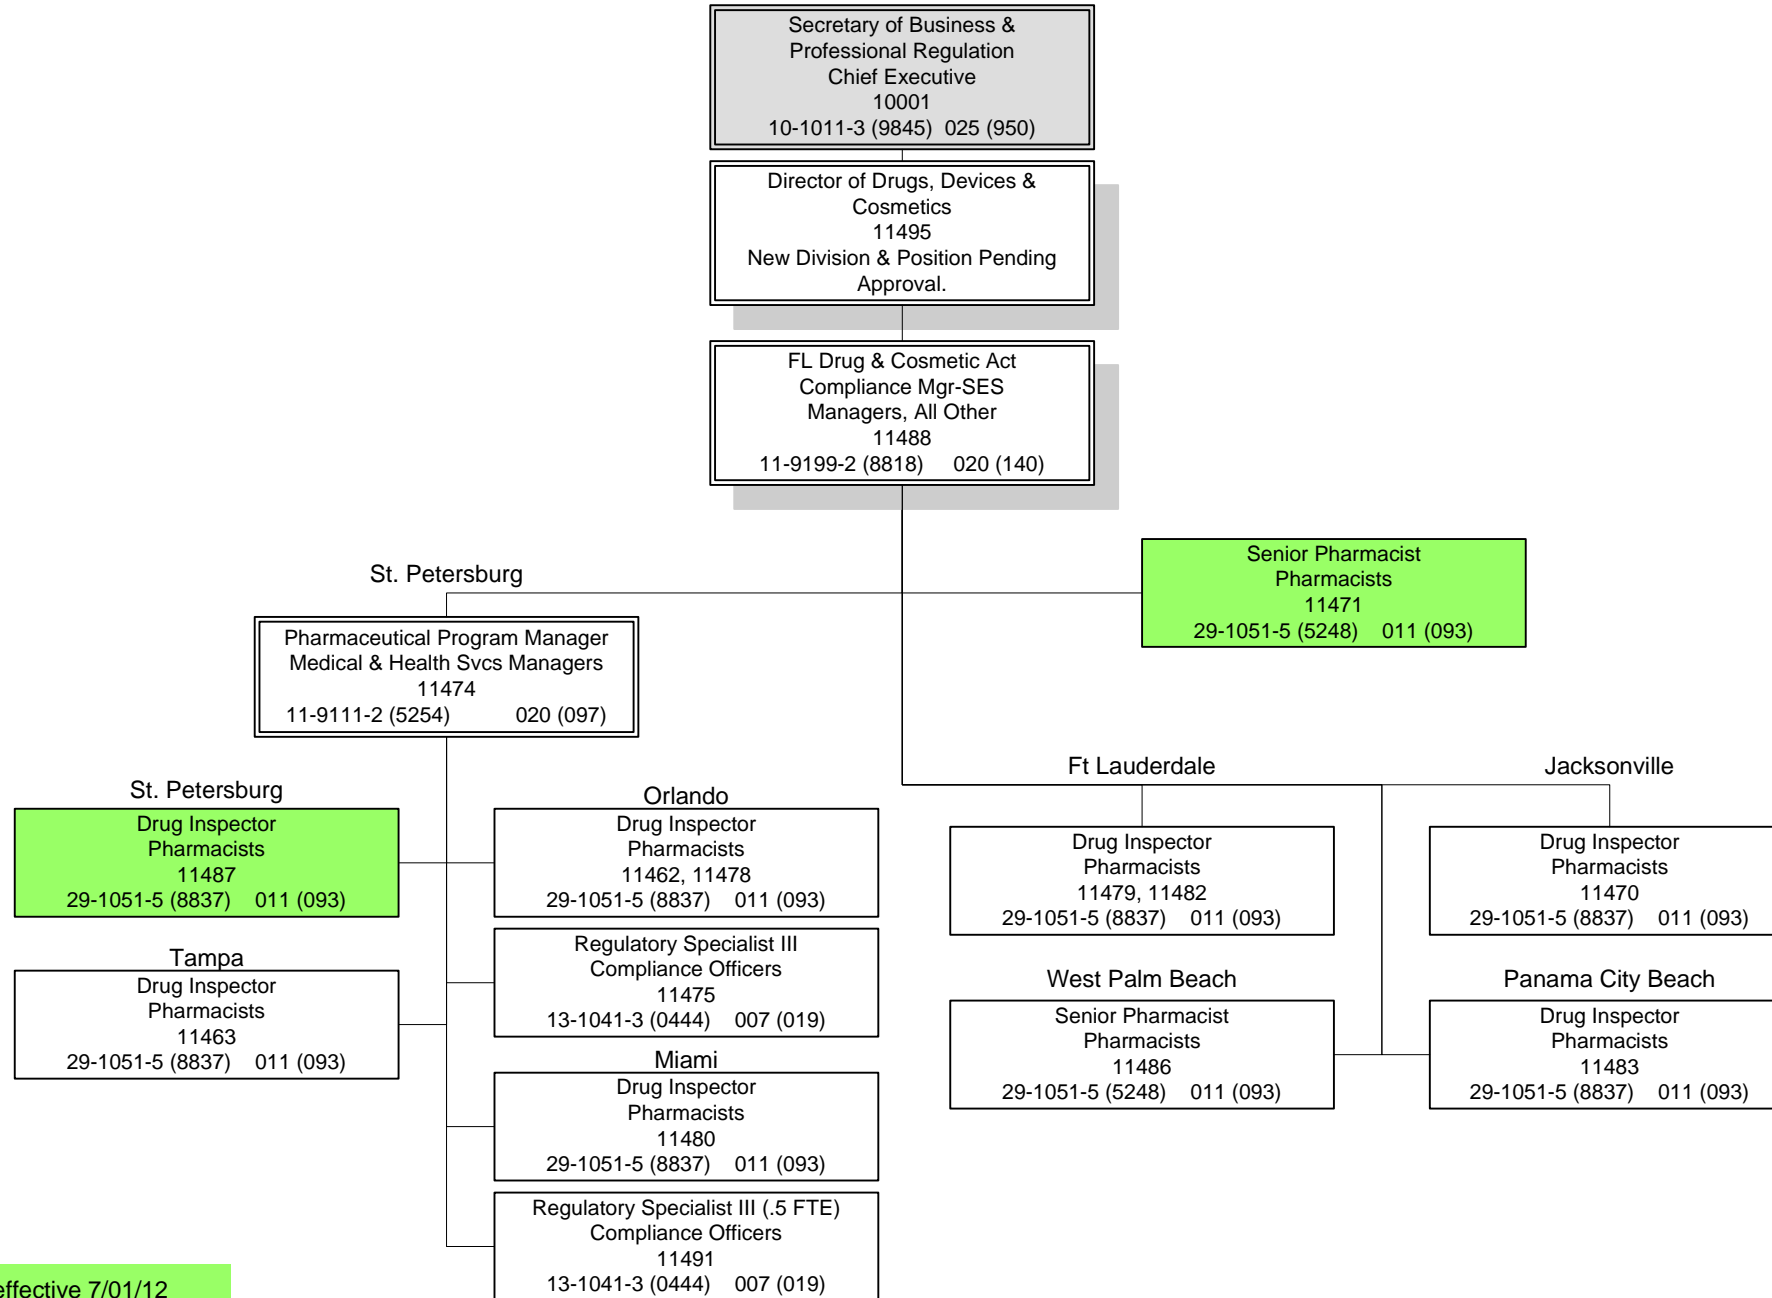 Secretary of Business &
Professional Regulation
Chief Executive
10001
10-1011-3 (9845) 025 (950)
Director of Drugs, Devices &
Cosmetics
11495
New Division & Position Pending
Approval.
FL Drug & Cosmetic Act
Compliance Mgr-SES
Managers, All Other
11488
11-9199-2 (8818) 020 (140)
Senior Pharmacist
Pharmacists
11471
29-1051-5 (5248) 011 (093)
St. Petersburg
Pharmaceutical Program Manager
Medical & Health Svcs Managers
11474
11-9111-2 (5254) 020 (097)
St. Petersburg
Drug Inspector
Pharmacists
11487
29-1051-5 (8837) 011 (093)
Tampa
Drug Inspector
Pharmacists
11463
29-1051-5 (8837) 011 (093)
Orlando
Drug Inspector
Pharmacists
11462, 11478
29-1051-5 (8837) 011 (093)
Regulatory Specialist III
Compliance Officers
11475
13-1041-3 (0444) 007 (019)
Miami
Drug Inspector
Pharmacists
11480
29-1051-5 (8837) 011 (093)
Regulatory Specialist III (.5 FTE)
Compliance Officers
11491
13-1041-3 (0444) 007 (019)
Ft Lauderdale
Drug Inspector
Pharmacists
11479, 11482
29-1051-5 (8837) 011 (093)
Jacksonville
Drug Inspector
Pharmacists
11470
29-1051-5 (8837) 011 (093)
West Palm Beach
Senior Pharmacist
Pharmacists
11486
29-1051-5 (5248) 011 (093)
Panama City Beach
Drug Inspector
Pharmacists
11483
29-1051-5 (8837) 011 (093)
effective 7/01/12